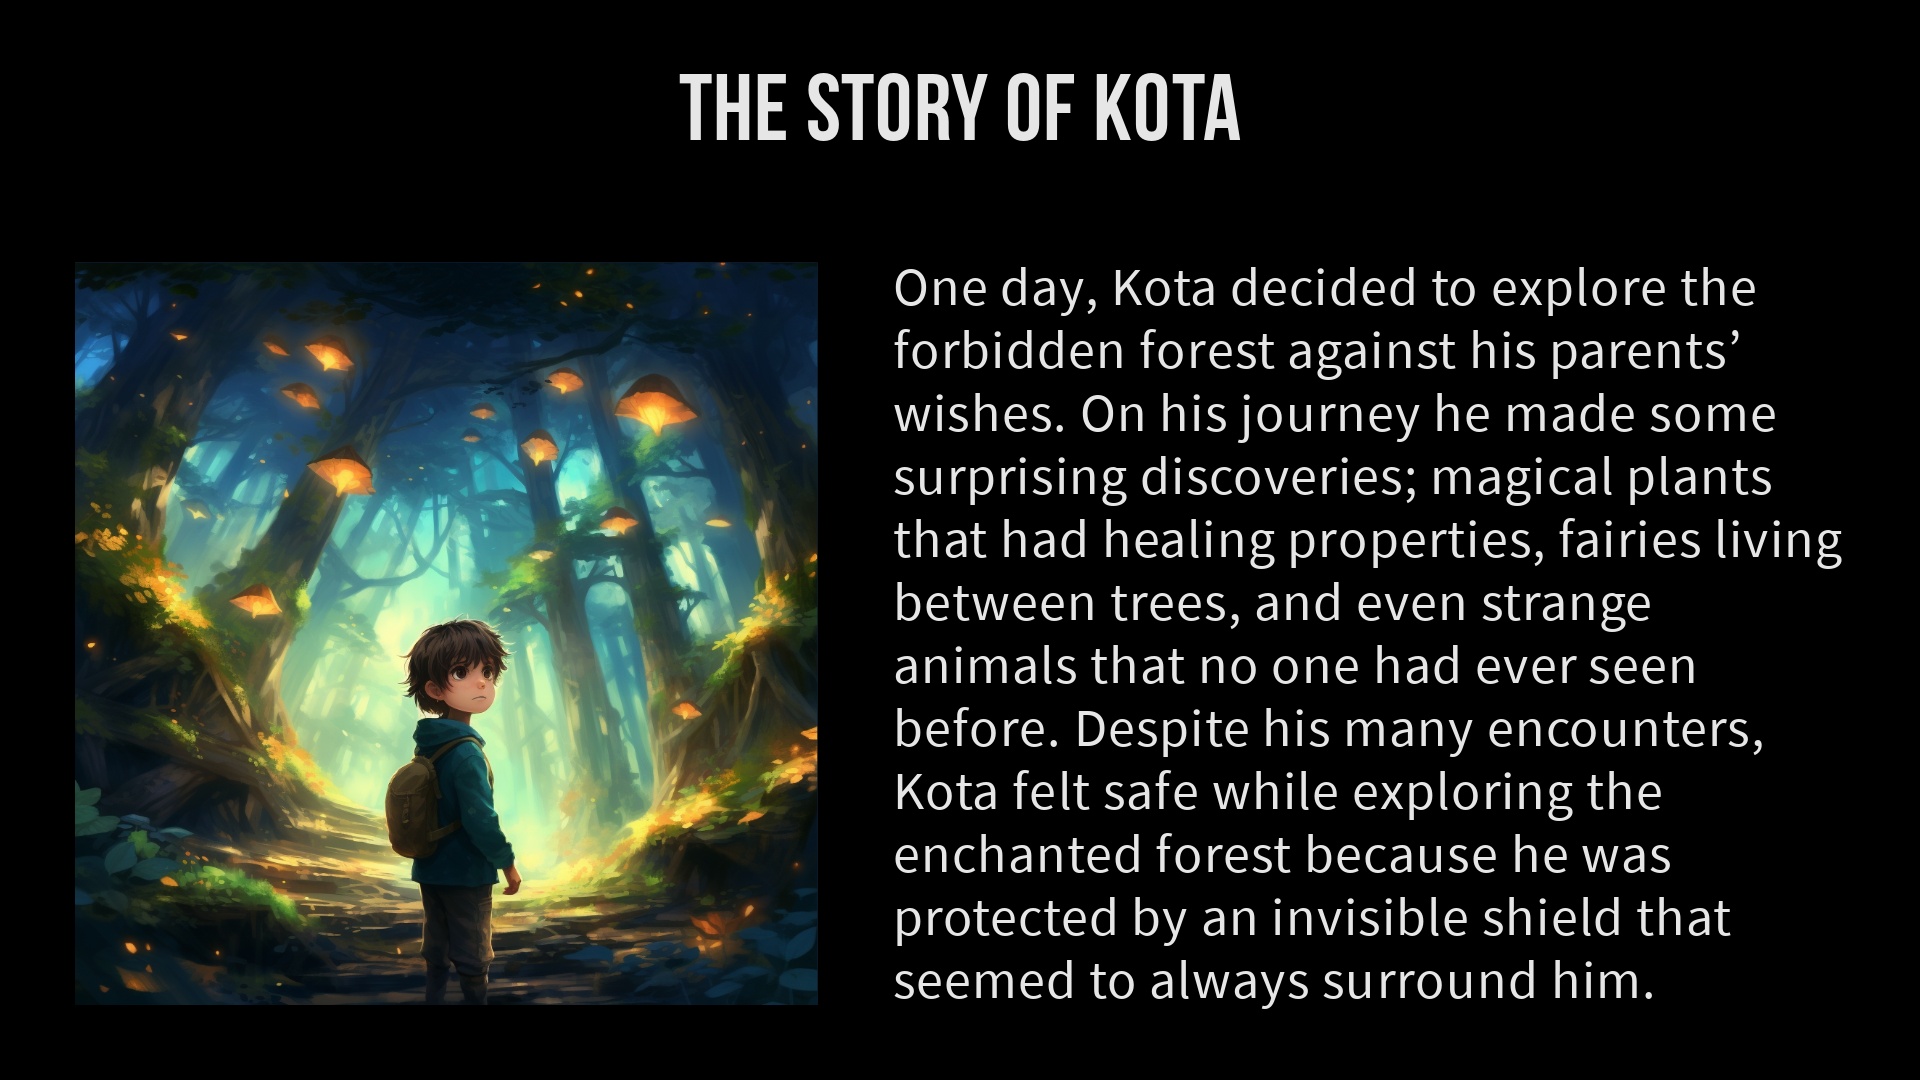 THE STORY OF KOTA
One day, Kota decided to explore the
forbidden forest against his parents’
wishes. On his journey he made some
surprising discoveries; magical plants
that had healing properties, fairies living
between trees, and even strange
animals that no one had ever seen
before. Despite his many encounters,
Kota felt safe while exploring the
enchanted forest because he was
protected by an invisible shield that
seemed to always surround him.